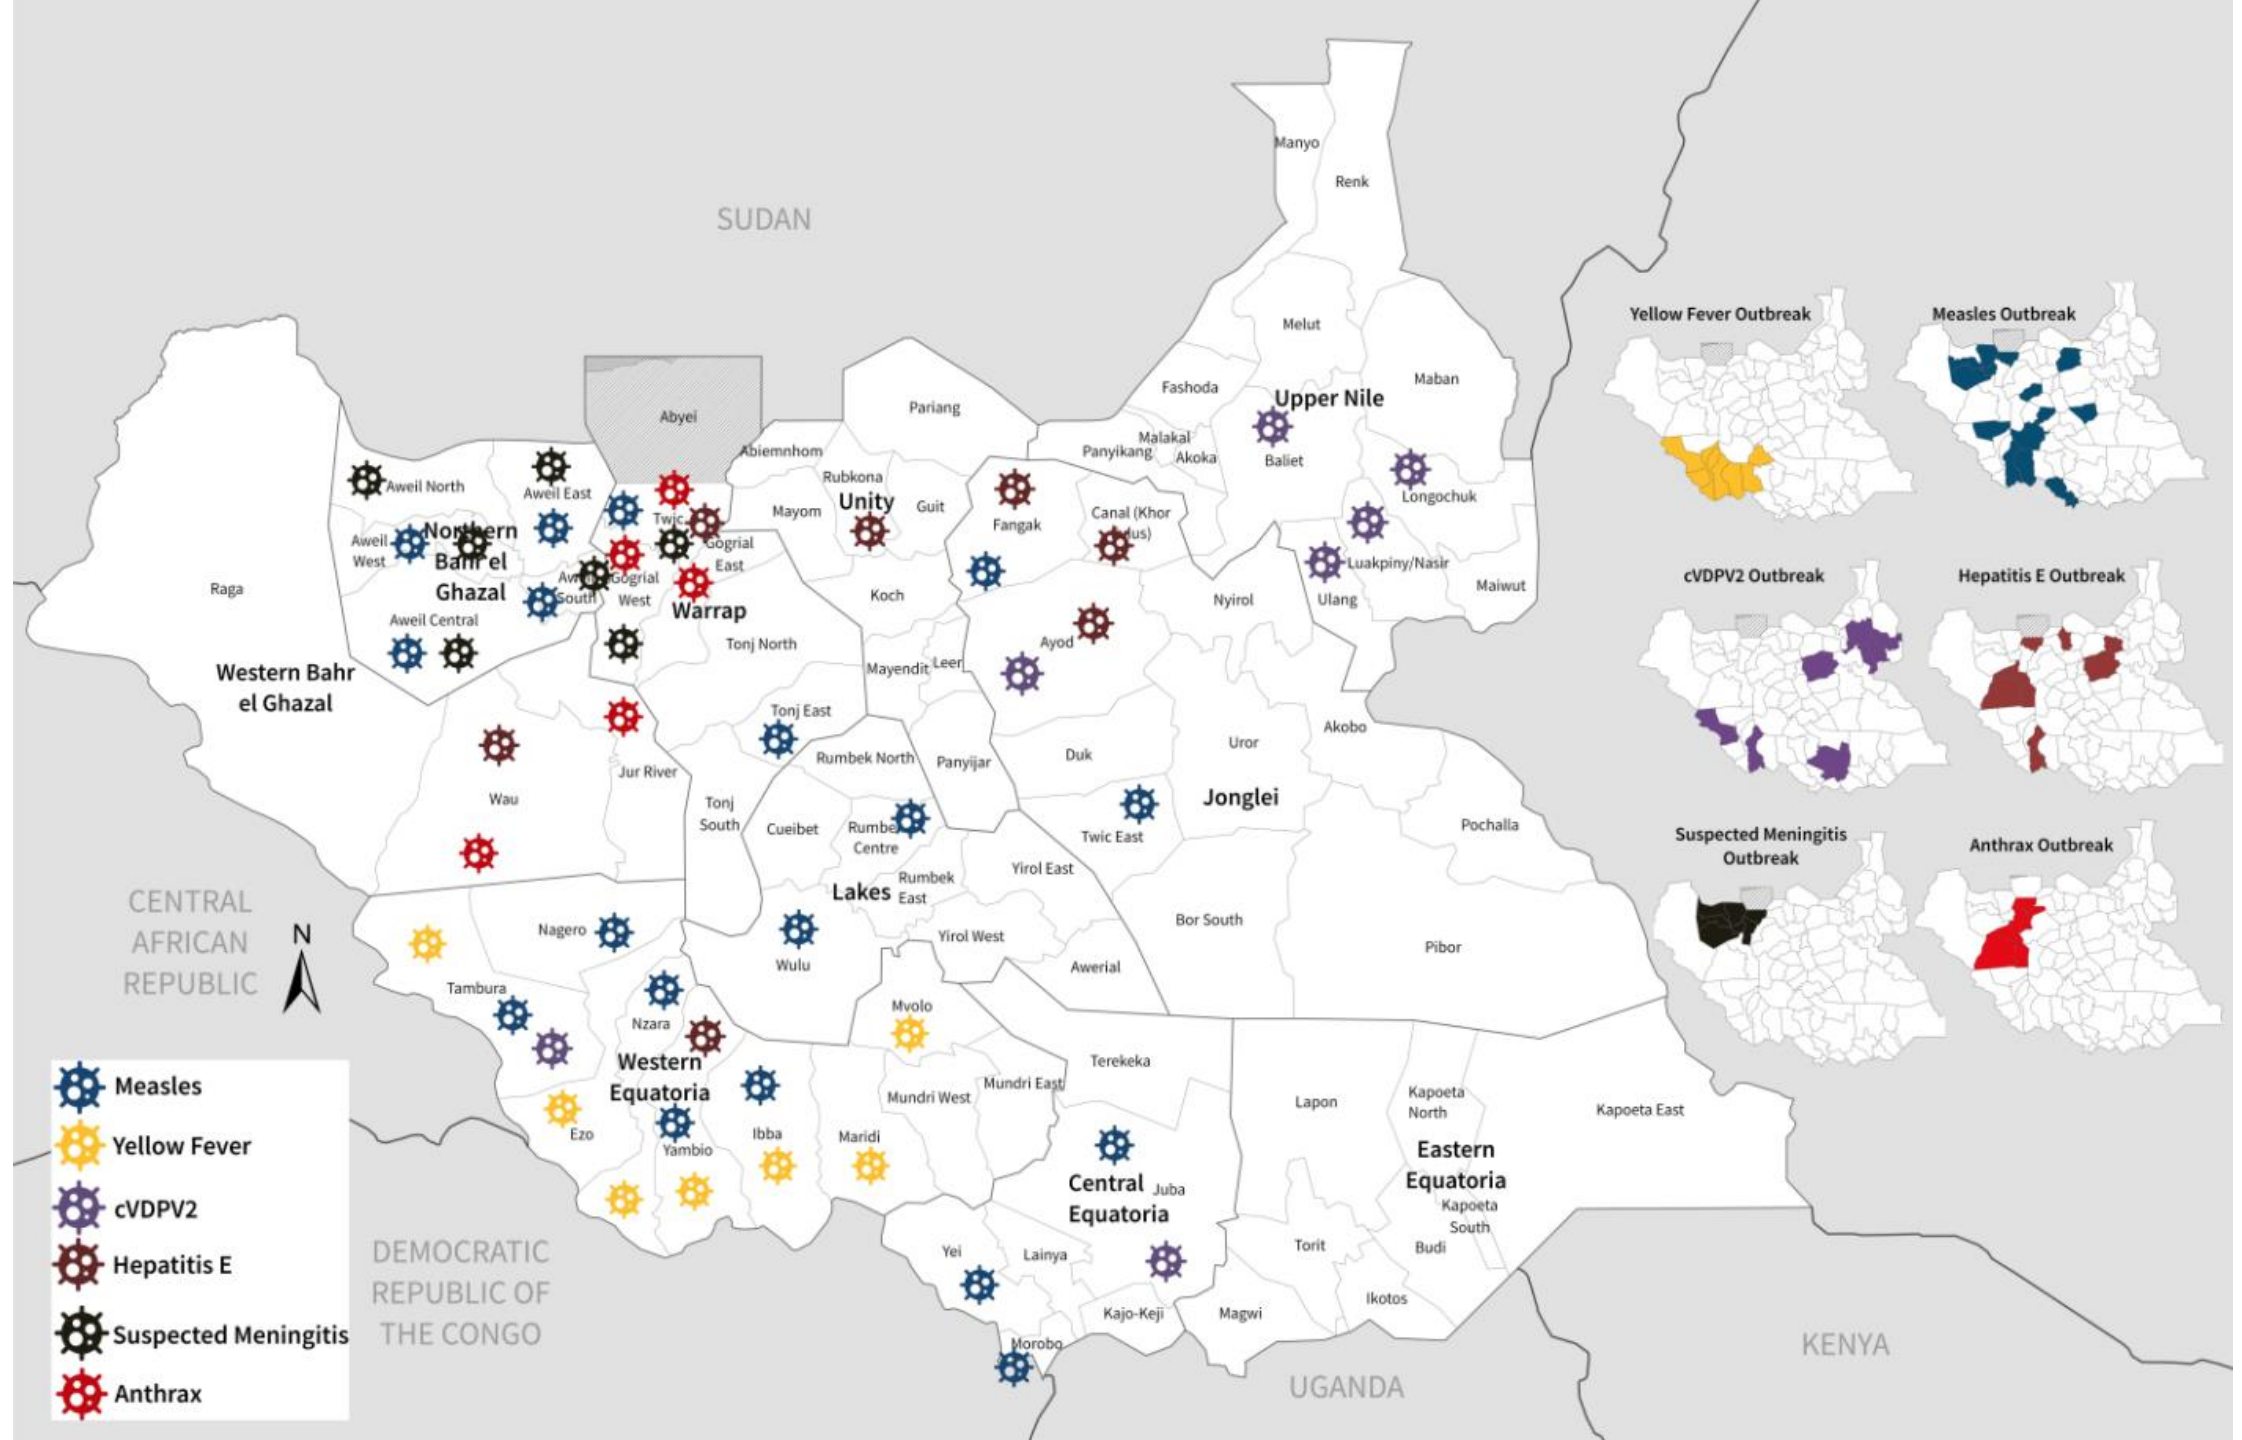 SUDAN
Manyo
Renk
Melut
Maban
Fashoda
Upper Nile
Malakal
Panyikang
Akoka
Baliet
Longochuk
Luakpiny/Nasir
Maiwut
Ulang
Abyei
Pariang
Abiemnhom
Rubkona
Unity
Mayom
Guit
Koch
Mayendit
Leer
Panyijar
Fangak
Canal (Khor
Ayod
Nyirol
Duk
Uror
Akobo
Jonglei
Twic East
Pochalla
Bor South
Pibor
Aweil North
Aweil East
Aweil
West
Northern
Bahr el
Ghazal
South
Aweil Central
Twic
Gogrial
East
Gogrial
West
Warrap
Tonj North
Tonj East
Tonj
South
Raga
Western Bahr
el Ghazal
Wau
Jur River
Rumbek North
Cueibet
Centre
Rumbek
East
Lakes
Yirol East
Yirol West
Wulu
Awerial
CENTRAL
AFRICAN
REPUBLIC
N
Nagero
Tambura
Nzara
Western
Equatoria
Ezo
Yambio
Ibba
Maridi
Mvolo
Mundri West
Mundri East
Terekeka
Central
Equatoria
Juba
Yei
Lainya
Kajo-Keji
Morobo
Lapon
Kapoeta
North
Kapoeta East
Eastern
Equatoria
Kapoeta
South
Torit
Budi
Magwi
Ikotos
DEMOCRATIC
REPUBLIC OF
THE CONGO
UGANDA
KENYA
Measles
Yellow Fever
cVDPV2
Hepatitis E
Suspected Meningitis
Anthrax
Yellow Fever Outbreak
Measles Outbreak
cVDPV2 Outbreak
Hepatitis E Outbreak
Suspected Meningitis
Outbreak
Anthrax Outbreak